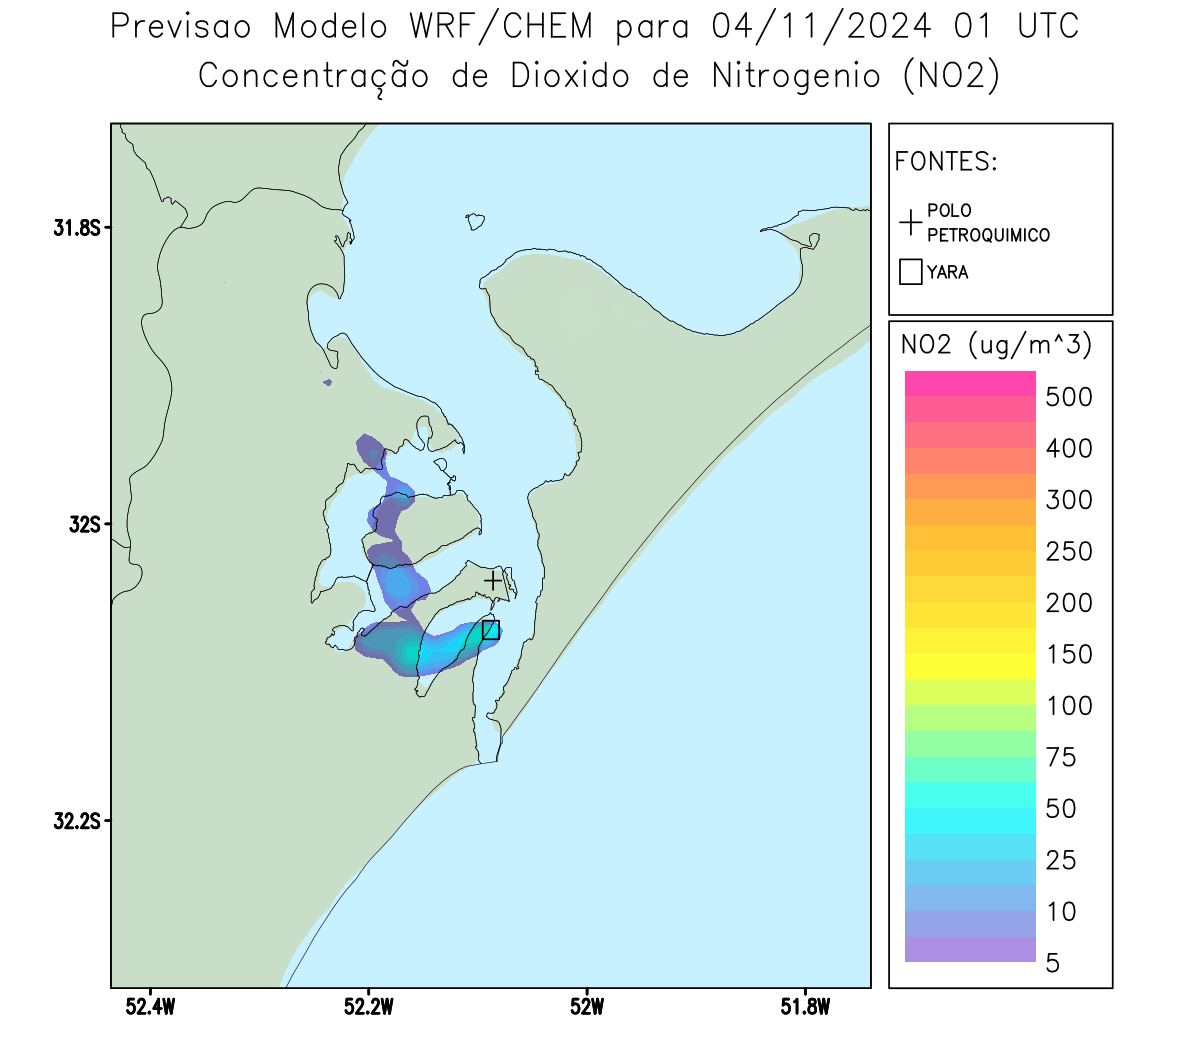 Previsao Modelo WRF/CHEM para 04/11/2024 01 UTC
Concentração de Dioxido de Nitrogenio (NO2)
FONTES:
POLO
PETROQUIMICO
YARA
31.8S
32S
32.2S
52.4W
52.2W
52W
51.8W
NO2 (ug/m^3)
500
400
300
250
200
150
100
75
50
25
10
5